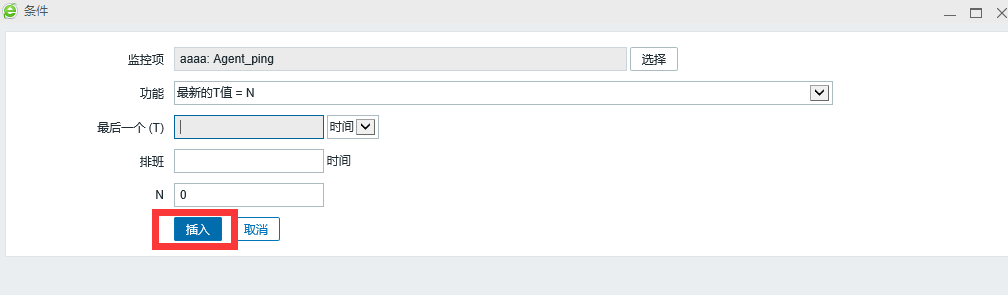 条件
监控项 aaaa: Agent_ping 选择
功能 最新的T值 = N
最后一个 (T) 时间
排班 时间
N 0
插入 取消